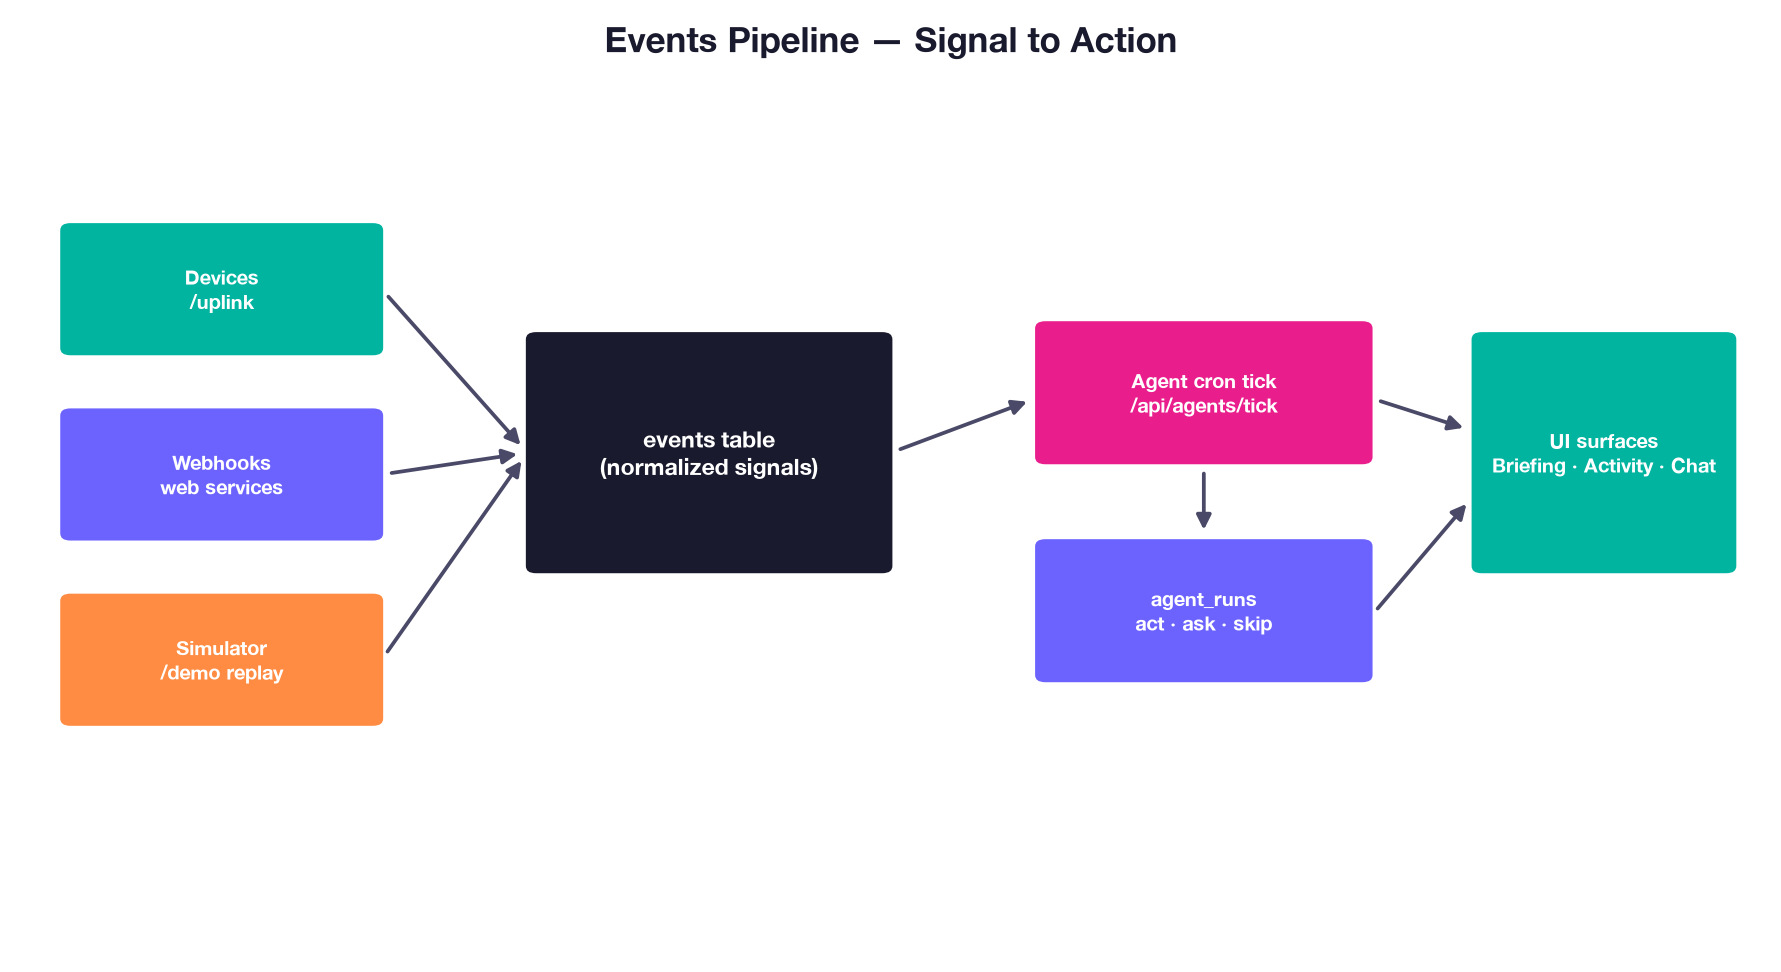 Events Pipeline — Signal to Action
Devices
/uplink
Webhooks
web services
Simulator
/demo replay
events table
(normalized signals)
Agent cron tick
/api/agents/tick
agent_runs
act · ask · skip
UI surfaces
Briefing · Activity · Chat